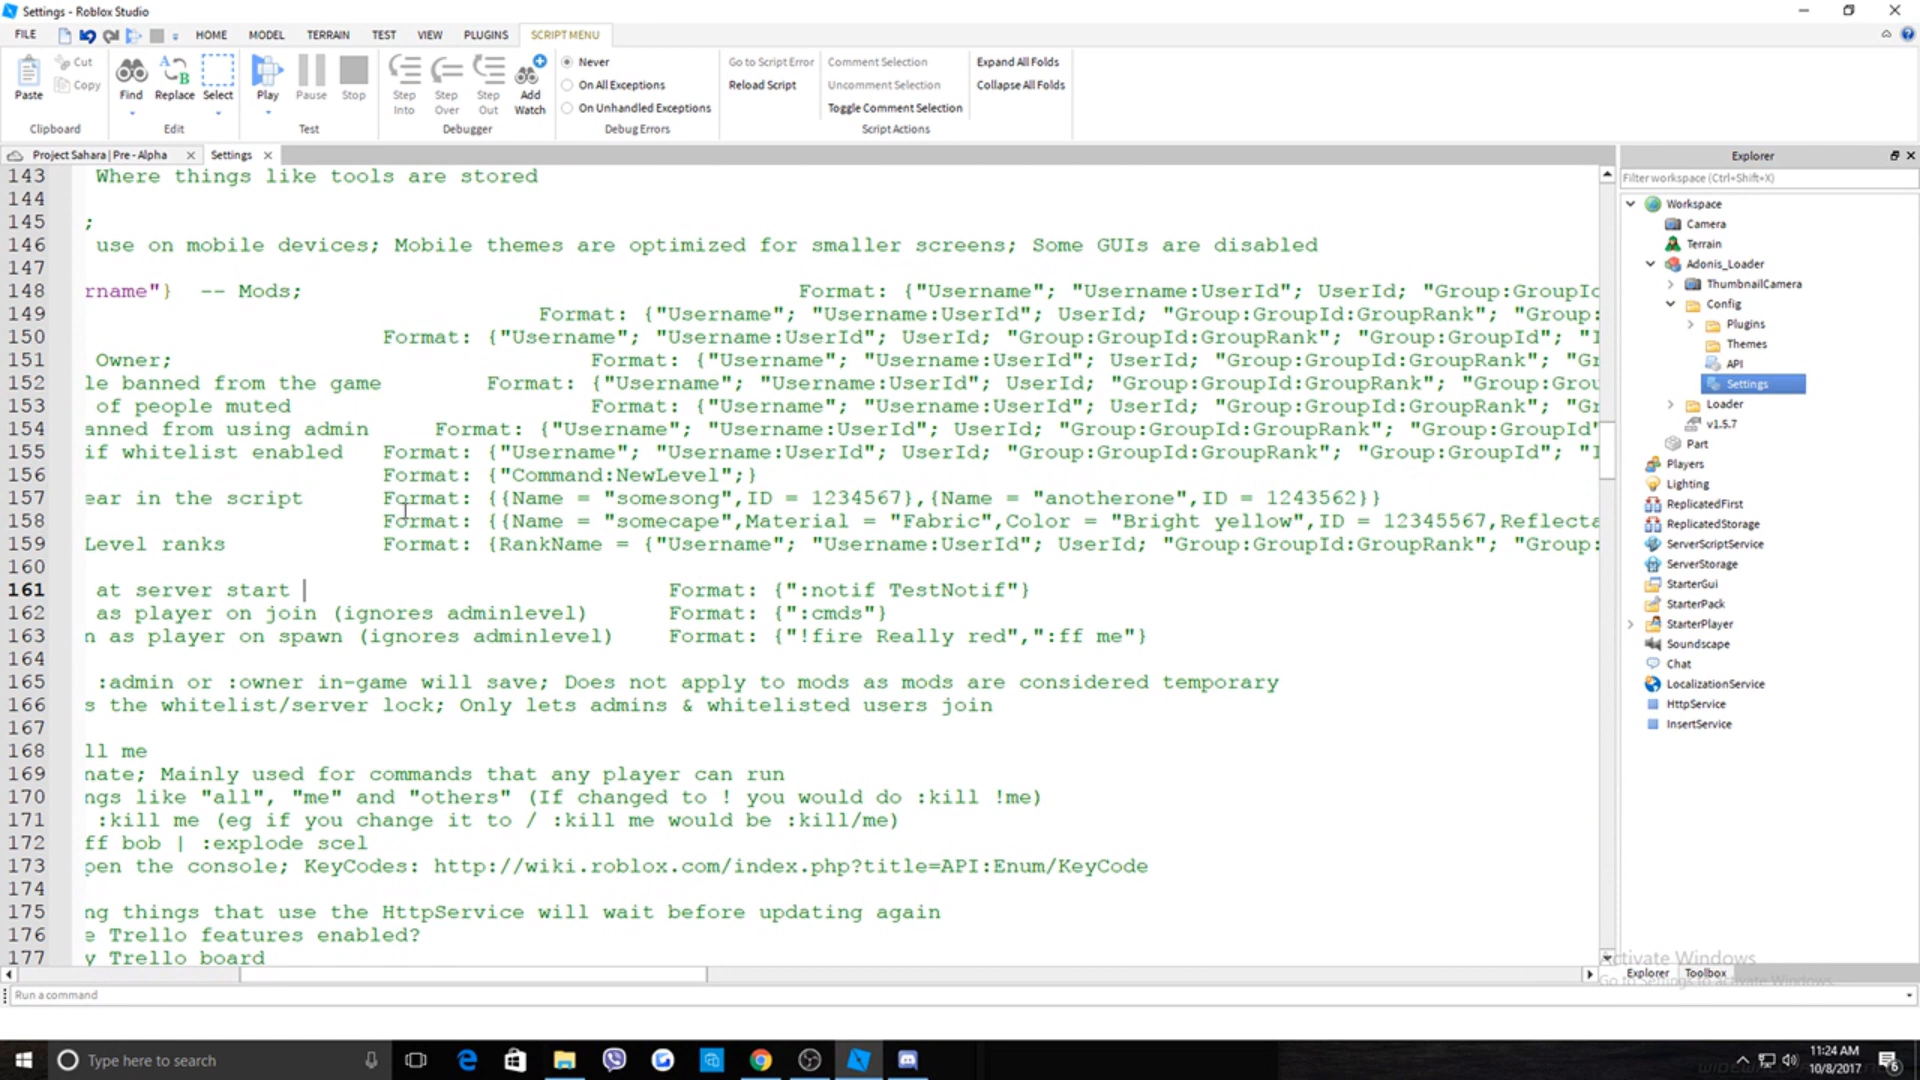 Settings - Roblox Studio
FILE HOME MODEL TERRAIN TEST VIEW PLUGINS SCRIPT MENU
Paste Cut Copy Clipboard
Find Replace Select Edit
Play Pause Stop Test
Step Into Step Over Step Out Add Watch Debugger
Never
On All Exceptions
On Unhandled Exceptions
Debug Errors
Go to Script Error Comment Selection Expand All Folds
Reload Script Uncomment Selection Collapse All Folds
Toggle Comment Selection
Script Actions
Project Sahara | Pre - Alpha Settings
143 Where things like tools are stored
144
145 ;
146 use on mobile devices; Mobile themes are optimized for smaller screens; Some GUIs are disabled
147
148 rname"} -- Mods; Format: {"Username"; "Username:UserId"; UserId; "Group:GroupId
149 Format: {"Username"; "Username:UserId"; UserId; "Group:GroupId:GroupRank"; "Group:
150 Format: {"Username"; "Username:UserId"; UserId; "Group:GroupId:GroupRank"; "Group:GroupId"; "I
151 Owner; Format: {"Username"; "Username:UserId"; UserId; "Group:GroupId:GroupRank"; "Gr
152 le banned from the game Format: {"Username"; "Username:UserId"; UserId; "Group:GroupId:GroupRank"; "Group:Gro
153 of people muted Format: {"Username"; "Username:UserId"; UserId; "Group:GroupId:GroupRank"; "Gr
154 anned from using admin Format: {"Username"; "Username:UserId"; UserId; "Group:GroupId:GroupRank"; "Group:GroupId"
155 if whitelist enabled Format: {"Username"; "Username:UserId"; UserId; "Group:GroupId:GroupRank"; "Group:GroupId"; "I
156 Format: {"Command:NewLevel";}
157 ear in the script Format: {{Name = "somesong",ID = 1234567},{Name = "anotherone",ID = 1243562}}
158 Format: {{Name = "somecape",Material = "Fabric",Color = "Bright yellow",ID = 12345567,Reflecta
159 Level ranks Format: {RankName = {"Username"; "Username:UserId"; UserId; "Group:GroupId:GroupRank"; "Group:
160
161 at server start Format: {":notif TestNotif"}
162 as player on join (ignores adminlevel) Format: {":cmds"}
163 n as player on spawn (ignores adminlevel) Format: {"!fire Really red",":ff me"}
164
165 :admin or :owner in-game will save; Does not apply to mods as mods are considered temporary
166 s the whitelist/server lock; Only lets admins & whitelisted users join
167
168 ll me
169 nate; Mainly used for commands that any player can run
170 ngs like "all", "me" and "others" (If changed to ! you would do :kill !me)
171 :kill me (eg if you change it to / :kill me would be :kill/me)
172 ff bob | :explode scel
173 pen the console; KeyCodes: http://wiki.roblox.com/index.php?title=API:Enum/KeyCode
174
175 ng things that use the HttpService will wait before updating again
176 e Trello features enabled?
177 y Trello board
Explorer
Filter workspace (Ctrl+Shift+X)
Workspace
Camera
Terrain
Adonis_Loader
ThumbnailCamera
Config
Plugins
Themes
API
Settings
Loader
v1.5.7
Part
Players
Lighting
ReplicatedFirst
ReplicatedStorage
ServerScriptService
ServerStorage
StarterGui
StarterPack
StarterPlayer
Soundscape
Chat
LocalizationService
HttpService
InsertService
Activate Windows
Go to Settings to activate Windows.
Explorer Toolbox
Run a command
Type here to search
11:24 AM
10/8/2017
6